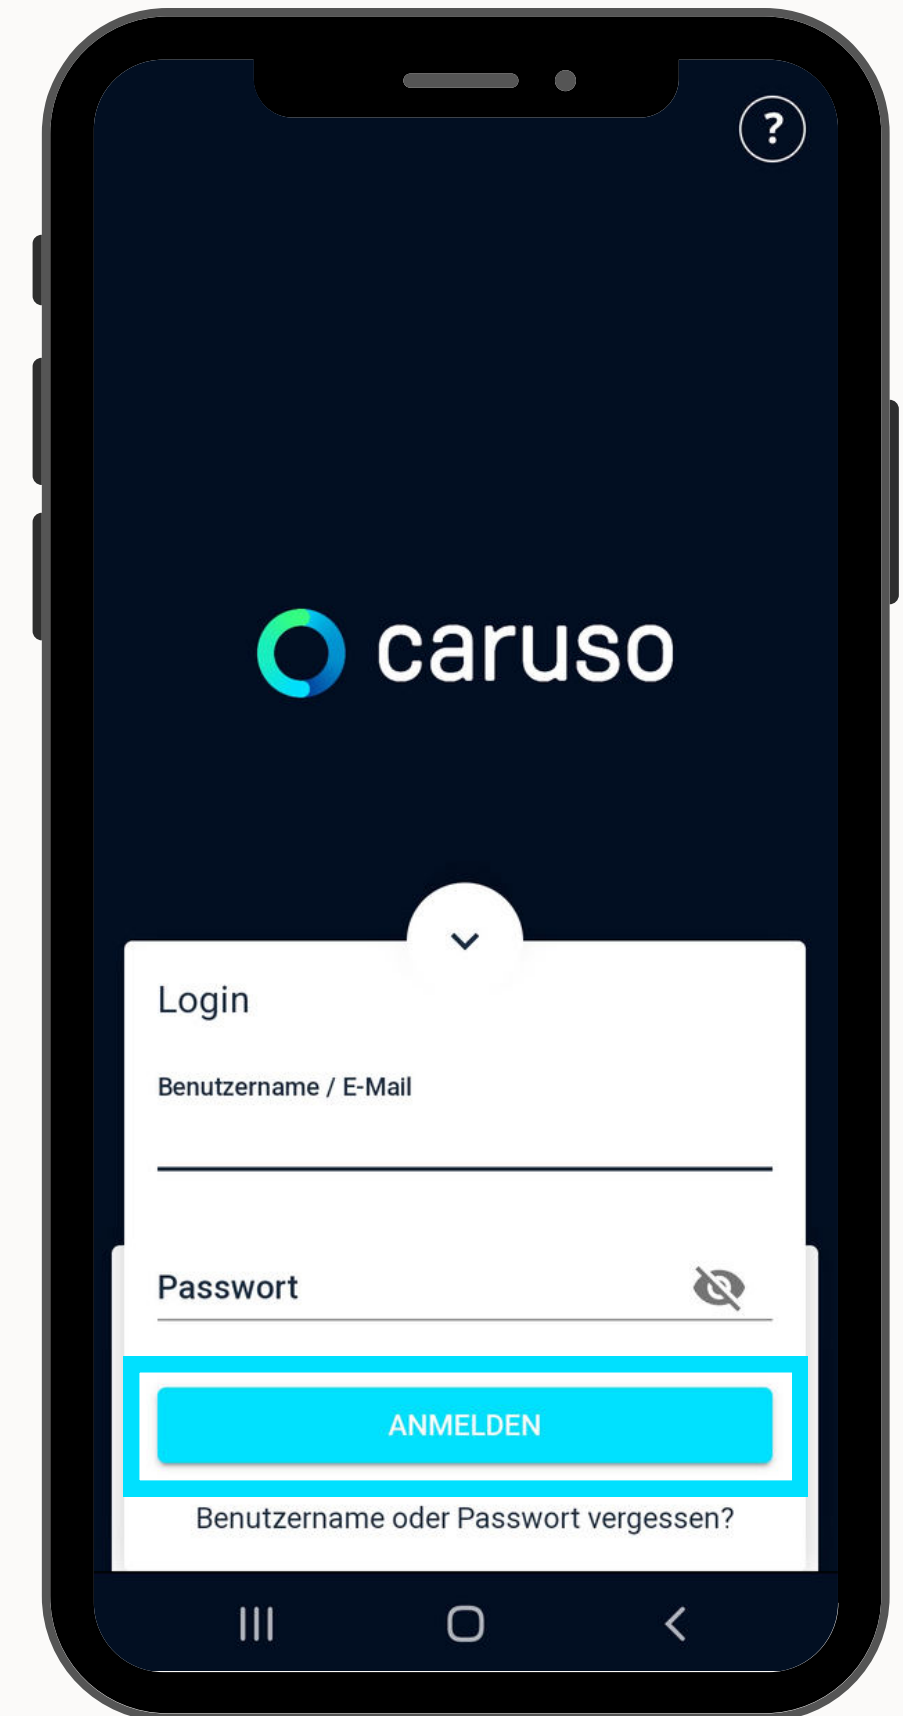 ?
caruso
Login
Benutzername / E-Mail
Passwort
ANMELDEN
Benutzername oder Passwort vergessen?